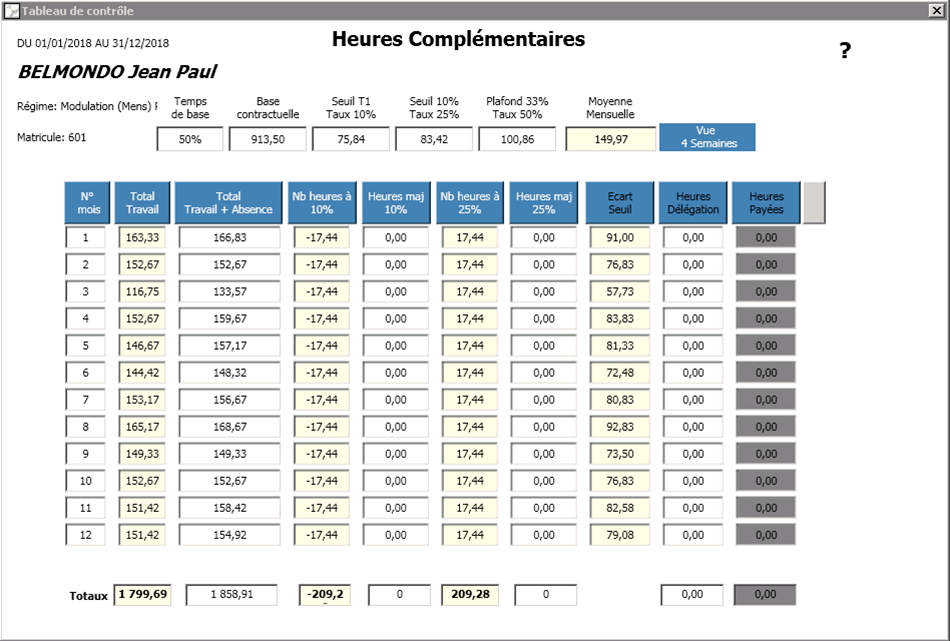 Tableau de contrôle
DU 01/01/2018 AU 31/12/2018
Heures Complémentaires
?
BELMONDO Jean Paul
Régime: Modulation (Mens) F Temps de base Base contractuelle Seuil T1 Taux 10% Seuil 10% Taux 25% Plafond 33% Taux 50% Moyenne Mensuelle
Matricule: 601 50% 913,50 75,84 83,42 100,86 149,97 Vue 4 Semaines
N° mois Total Travail Total Travail + Absence Nb heures à 10% Heures maj 10% Nb heures à 25% Heures maj 25% Ecart Seuil Heures Délégation Heures Payées
1 163,33 166,83 -17,44 0,00 17,44 0,00 91,00 0,00 0,00
2 152,67 152,67 -17,44 0,00 17,44 0,00 76,83 0,00 0,00
3 116,75 133,57 -17,44 0,00 17,44 0,00 57,73 0,00 0,00
4 152,67 159,67 -17,44 0,00 17,44 0,00 83,83 0,00 0,00
5 146,67 157,17 -17,44 0,00 17,44 0,00 81,33 0,00 0,00
6 144,42 148,32 -17,44 0,00 17,44 0,00 72,48 0,00 0,00
7 153,17 156,67 -17,44 0,00 17,44 0,00 80,83 0,00 0,00
8 165,17 168,67 -17,44 0,00 17,44 0,00 92,83 0,00 0,00
9 149,33 149,33 -17,44 0,00 17,44 0,00 73,50 0,00 0,00
10 152,67 152,67 -17,44 0,00 17,44 0,00 76,83 0,00 0,00
11 151,42 158,42 -17,44 0,00 17,44 0,00 82,58 0,00 0,00
12 151,42 154,92 -17,44 0,00 17,44 0,00 79,08 0,00 0,00
Totaux 1 799,69 1 858,91 -209,2 0 209,28 0 0,00 0,00